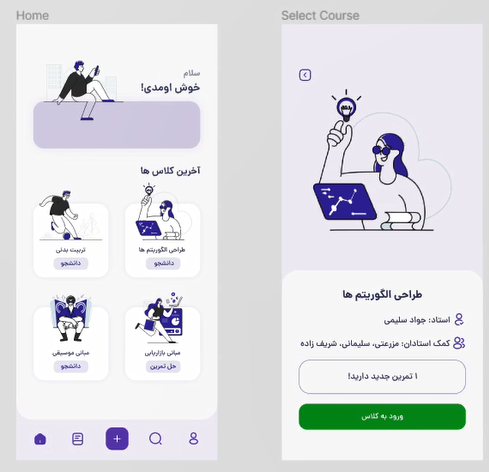 Home
سلام
خوش اومدی!
آخرین کلاس ها
طراحی الگوریتم ها
دانشجو
تربیت بدنی
دانشجو
مبانی بازاریابی
حل تمرین
مبانی موسیقی
دانشجو
Select Course
طراحی الگوریتم ها
استاد: جواد سلیمی
کمک استادان: مزرعتی، سلیمانی، شریف زاده
۱ تمرین جدید دارید!
ورود به کلاس